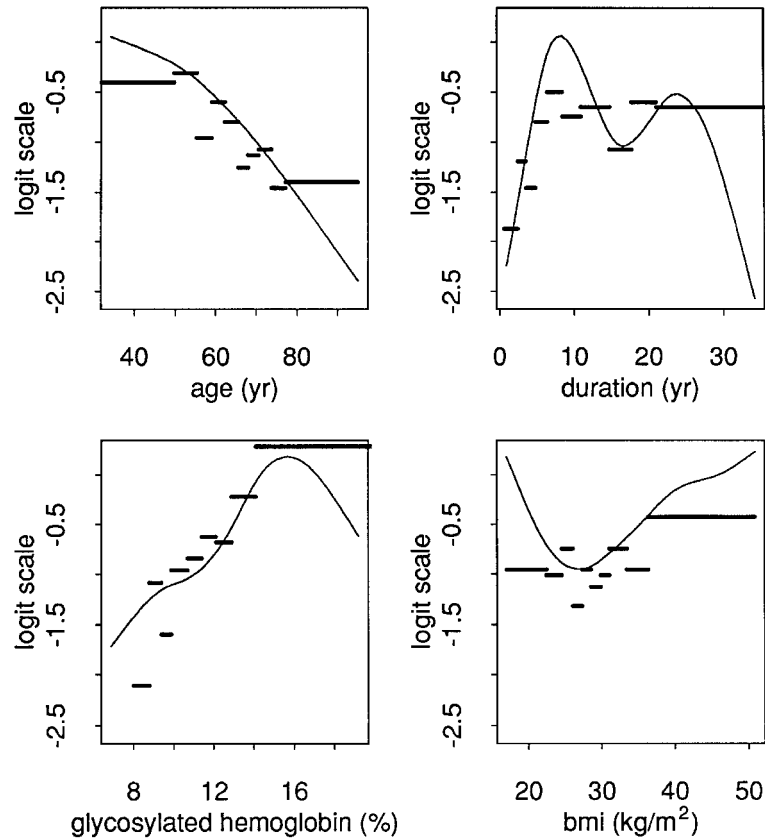 logit scale
-0.5
-1.5
-2.5
40 60 80
age (yr)
logit scale
-0.5
-1.5
-2.5
0 10 20 30
duration (yr)
logit scale
-0.5
-1.5
-2.5
8 12 16
glycosylated hemoglobin (%)
logit scale
-0.5
-1.5
-2.5
20 30 40 50
bmi (kg/m²)